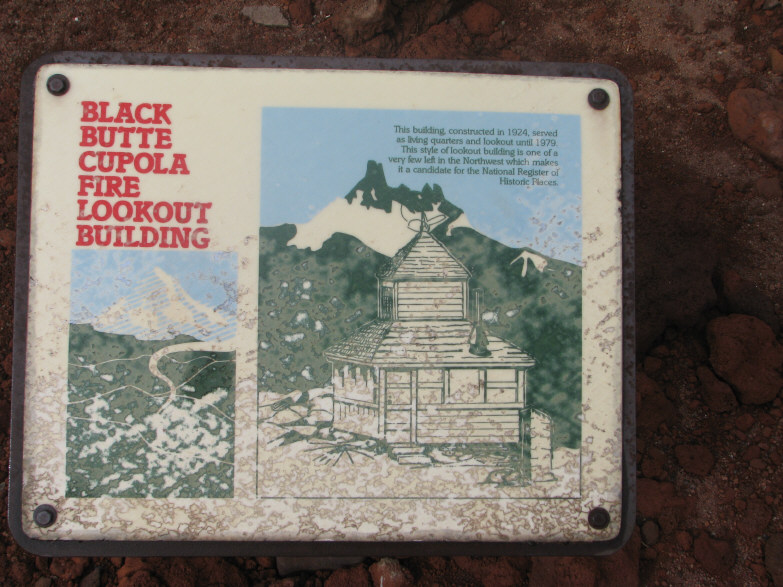 BLACK
BUTTE
CUPOLA
FIRE
LOOKOUT
BUILDING
This building, constructed in 1924, served
as living quarters and lookout until 1979.
This style of lookout building is one of a
very few left in the Northwest which makes
it a candidate for the National Register of
Historic Places.